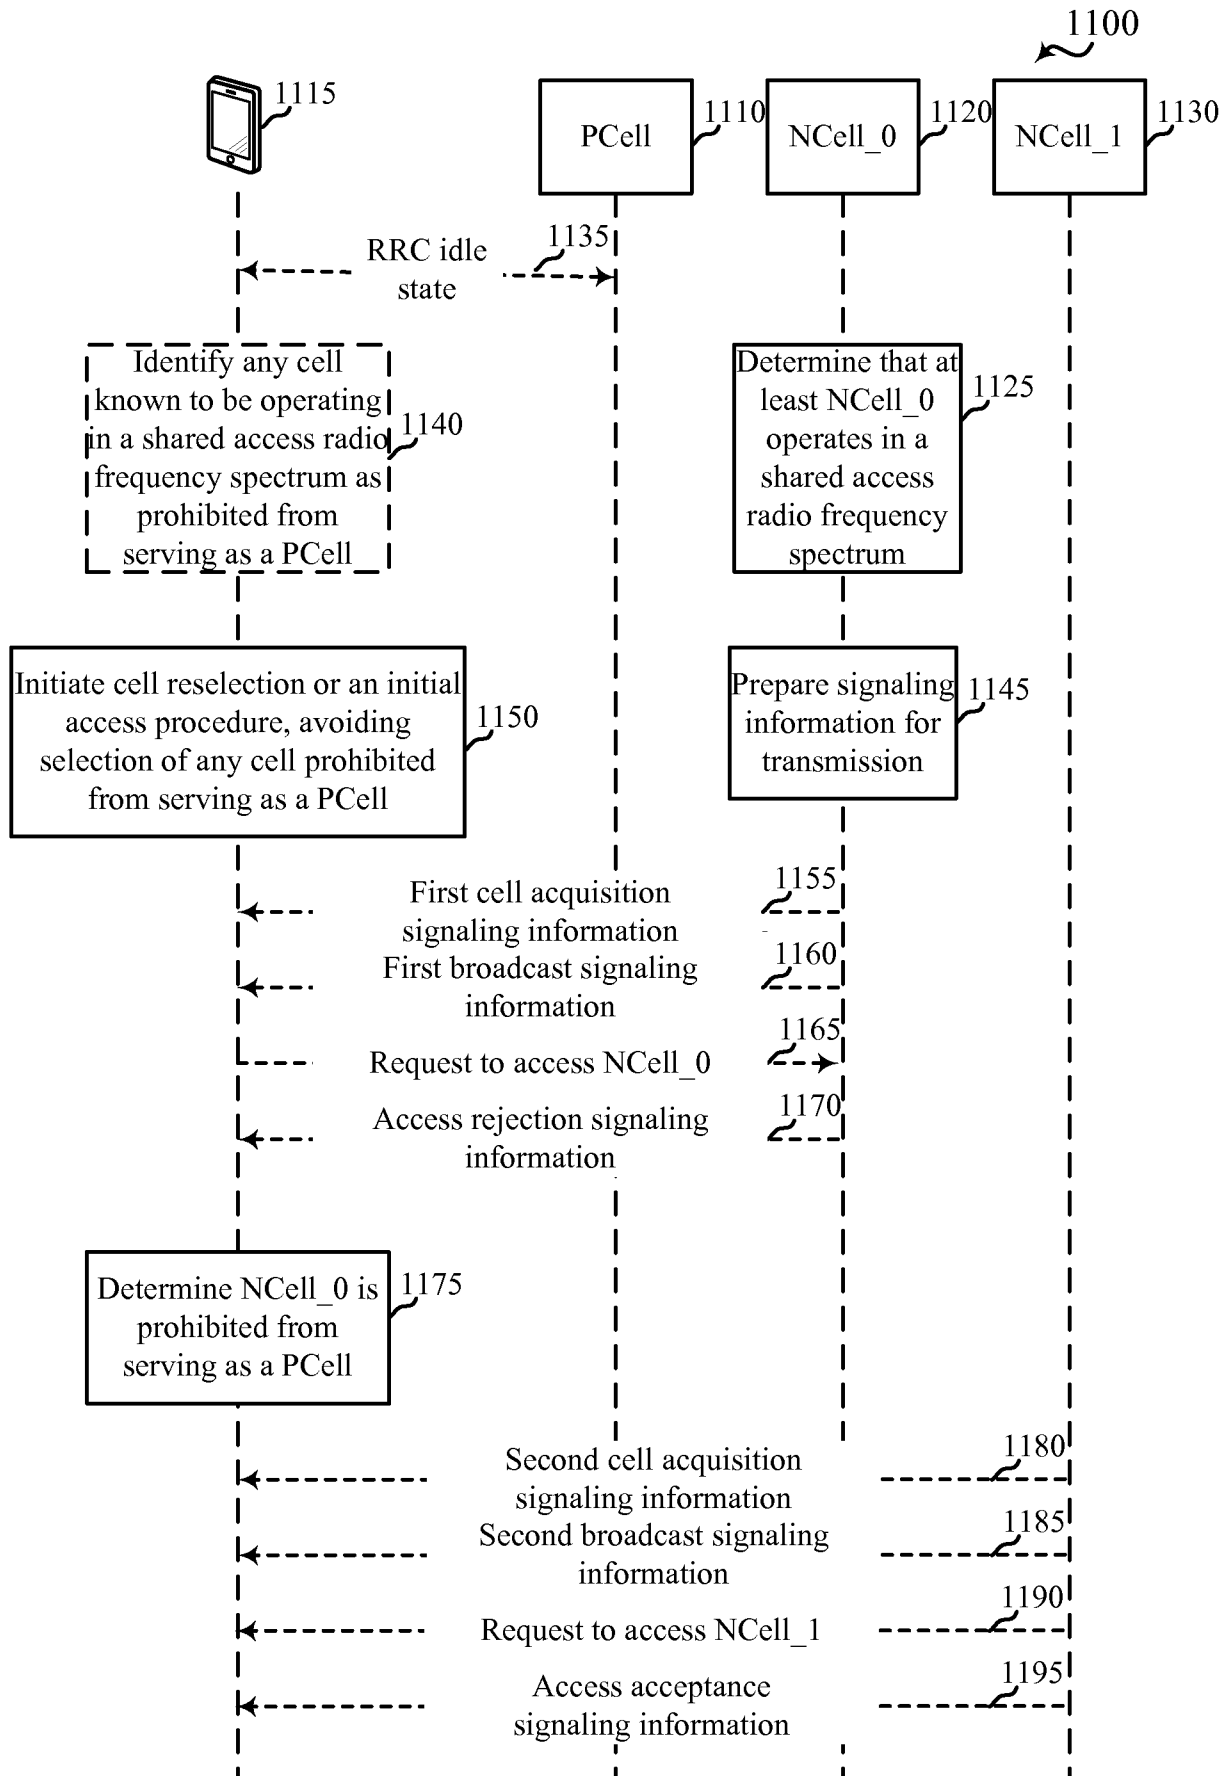 1100
1115
PCell
1110
NCell_0
1120
NCell_1
1130
RRC idle
state
1135
Identify any cell
known to be operating
in a shared access radio
frequency spectrum as
prohibited from
serving as a PCell
1140
Determine that at
least NCell_0
operates in a
shared access
radio frequency
spectrum
1125
Initiate cell reselection or an initial
access procedure, avoiding
selection of any cell prohibited
from serving as a PCell
1150
Prepare signaling
information for
transmission
1145
First cell acquisition
signaling information
1155
First broadcast signaling
information
1160
Request to access NCell_0
1165
Access rejection signaling
information
1170
Determine NCell_0 is
prohibited from
serving as a PCell
1175
Second cell acquisition
signaling information
1180
Second broadcast signaling
information
1185
Request to access NCell_1
1190
Access acceptance
signaling information
1195